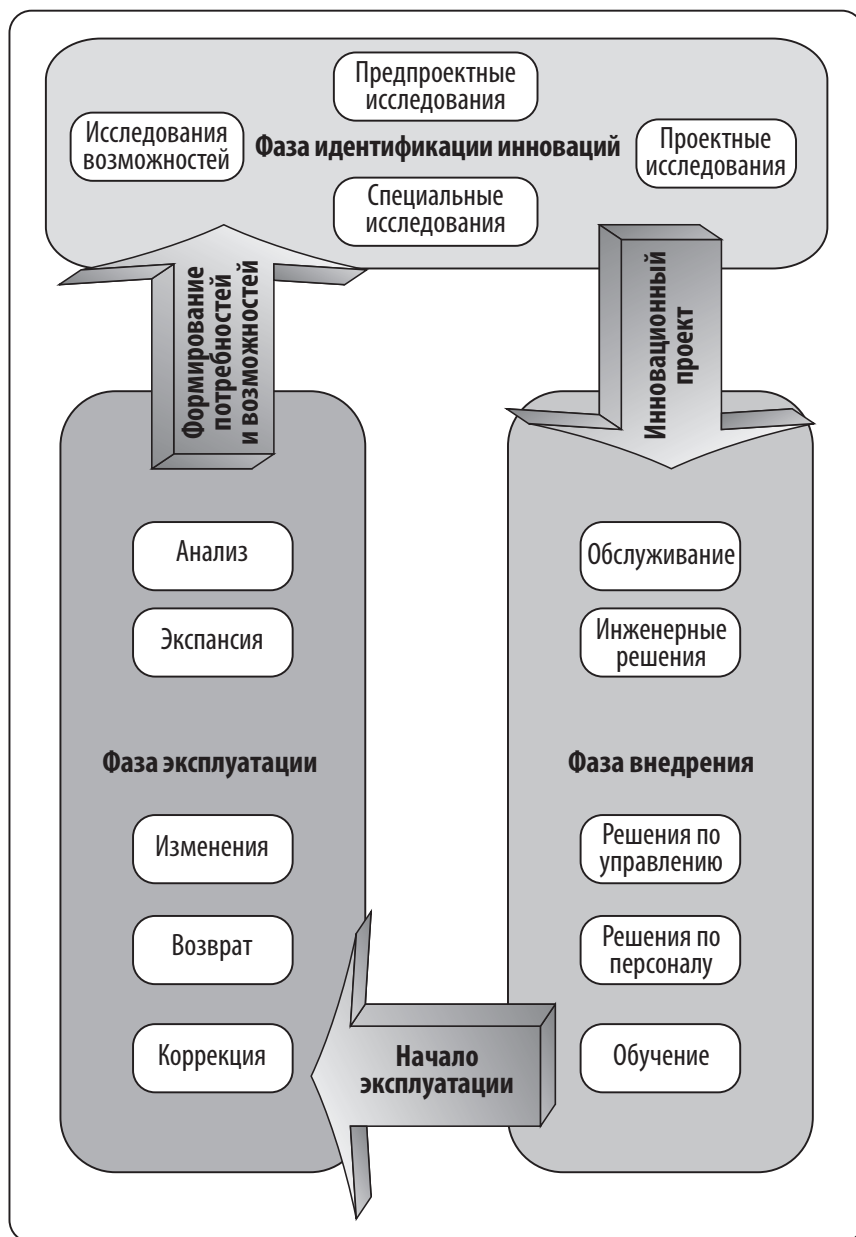 Предпроектные
исследования
Исследования
возможностей
Фаза идентификации инноваций
Проектные
исследования
Специальные
исследования
Формирование
потребностей
и возможностей
Инновационный
проект
Анализ
Экспансия
Фаза эксплуатации
Изменения
Возврат
Коррекция
Обслуживание
Инженерные
решения
Фаза внедрения
Решения по
управлению
Решения по
персоналу
Обучение
Начало
эксплуатации